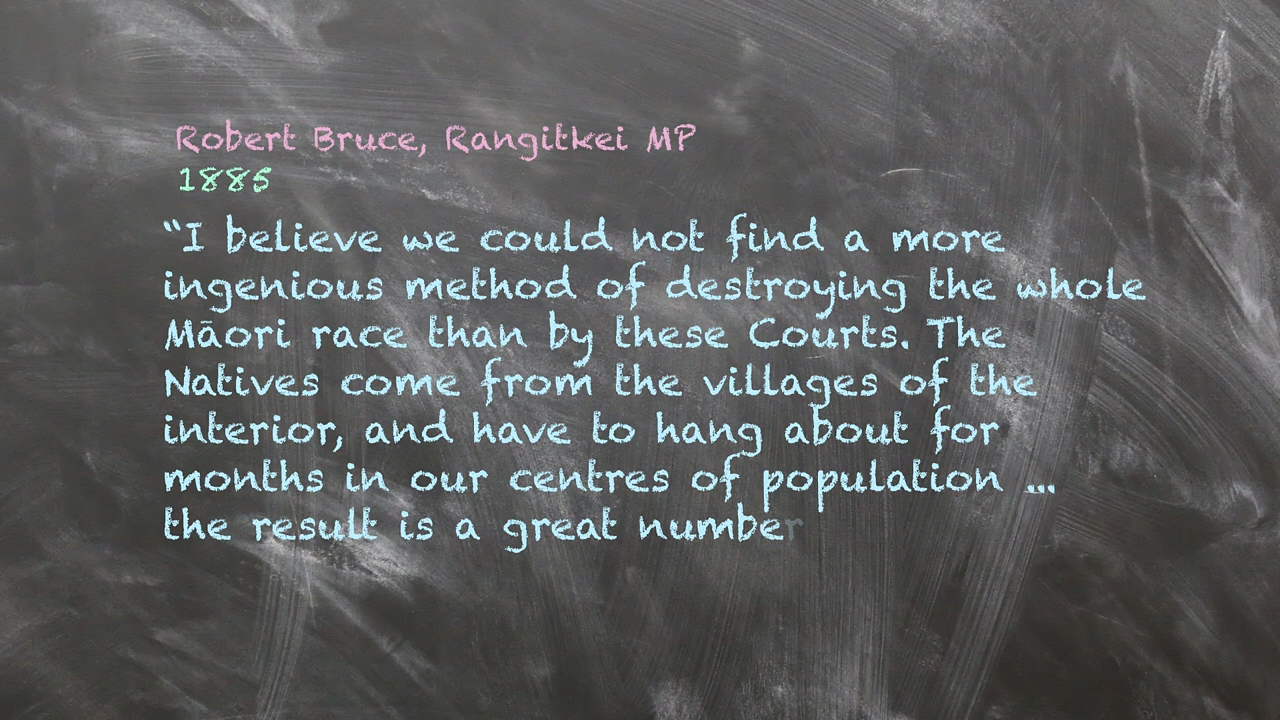 Robert Bruce, Rangitkei MP
1885
“I believe we could not find a more
ingenious method of destroying the whole
Māori race than by these Courts. The
Natives come from the villages of the
interior, and have to hang about for
months in our centres of population ...
the result is a great number